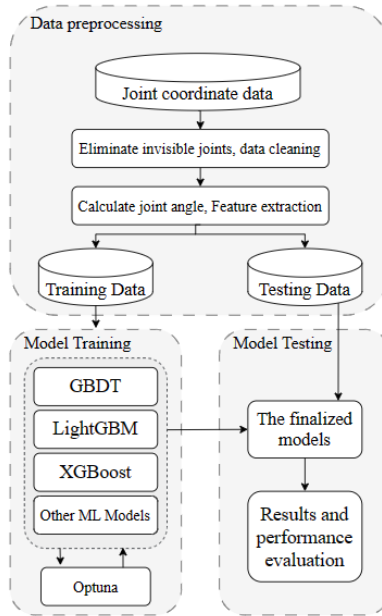 Data preprocessing
Joint coordinate data
Eliminate invisible joints, data cleaning
Calculate joint angle, Feature extraction
Training Data
Testing Data
Model Training
GBDT
LightGBM
XGBoost
Other ML Models
Optuna
Model Testing
The finalized
models
Results and
performance
evaluation